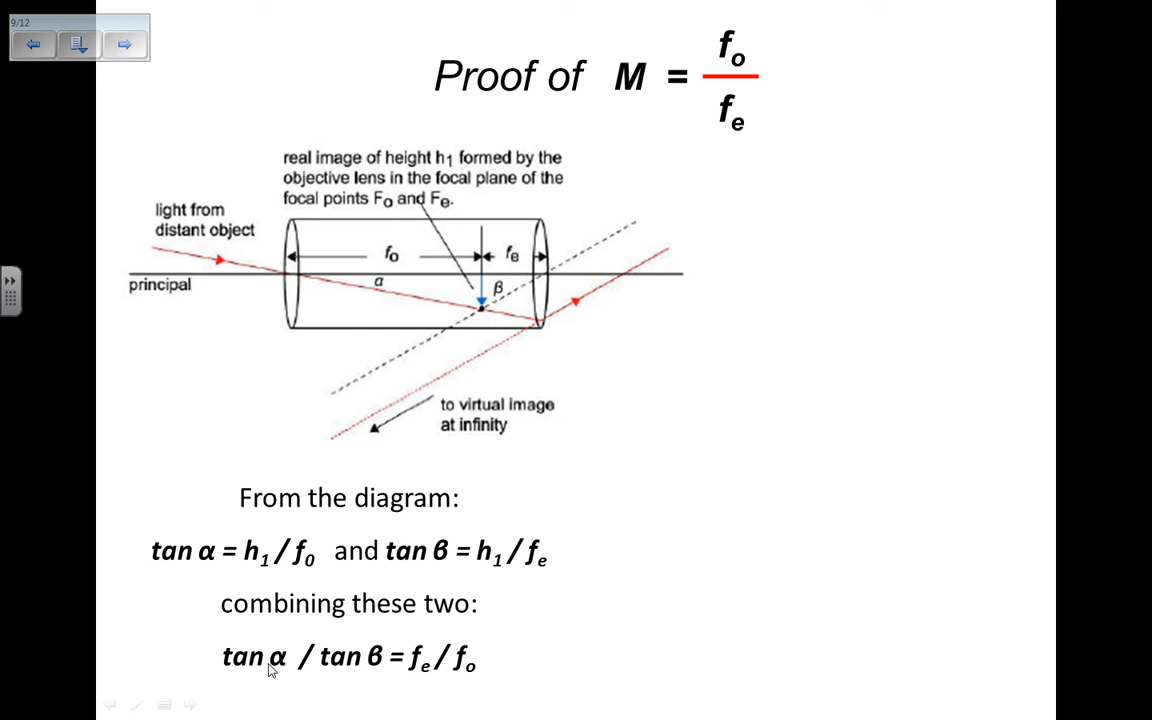 9/12
Proof of M = fo / fe
real image of height h1 formed by the
objective lens in the focal plane of the
focal points Fo and Fe.
light from
distant object
fo
fe
α
β
principal
to virtual image
at infinity
From the diagram:
tan α = h1 / f0 and tan β = h1 / fe
combining these two:
tan α / tan β = fe / fo